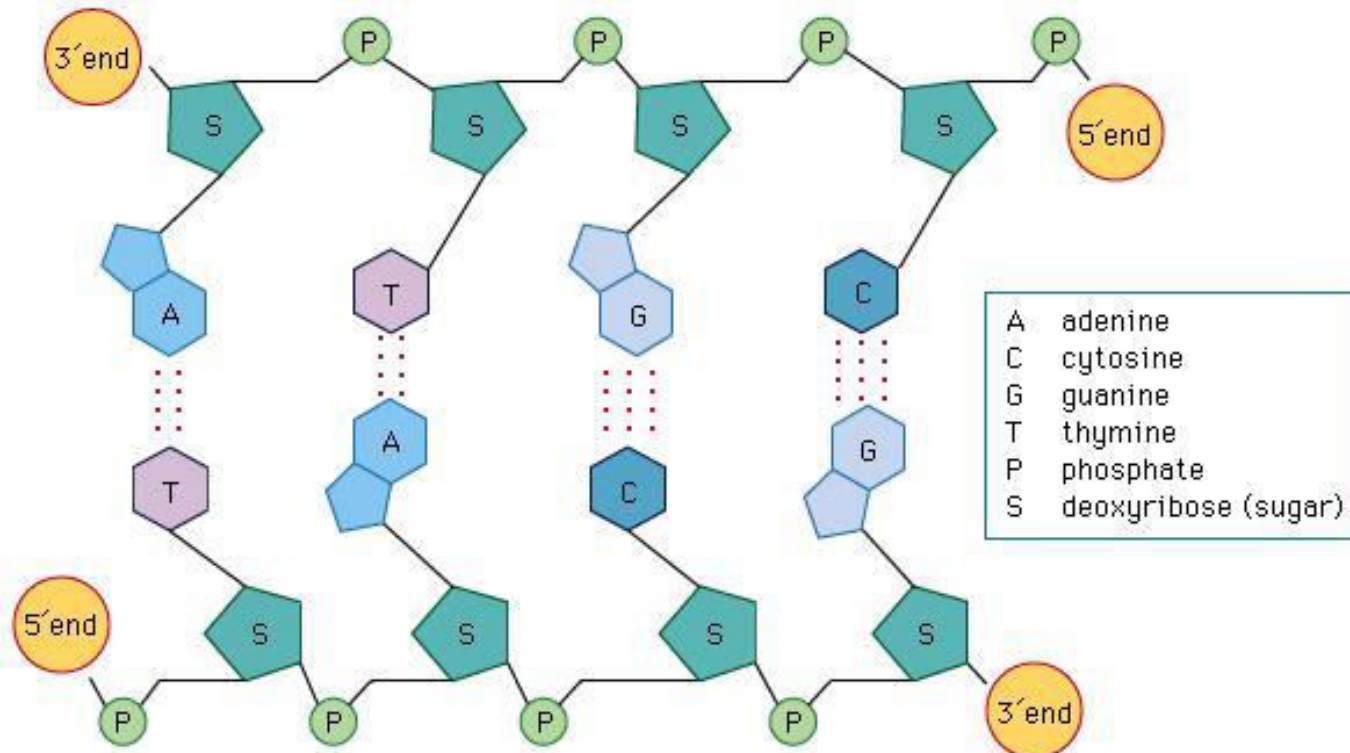 3´end
P
P
P
P
5´end
S
S
S
S
A
T
G
C
T
A
C
G
A adenine
C cytosine
G guanine
T thymine
P phosphate
S deoxyribose (sugar)
5´end
S
S
S
S
3´end
P
P
P
P